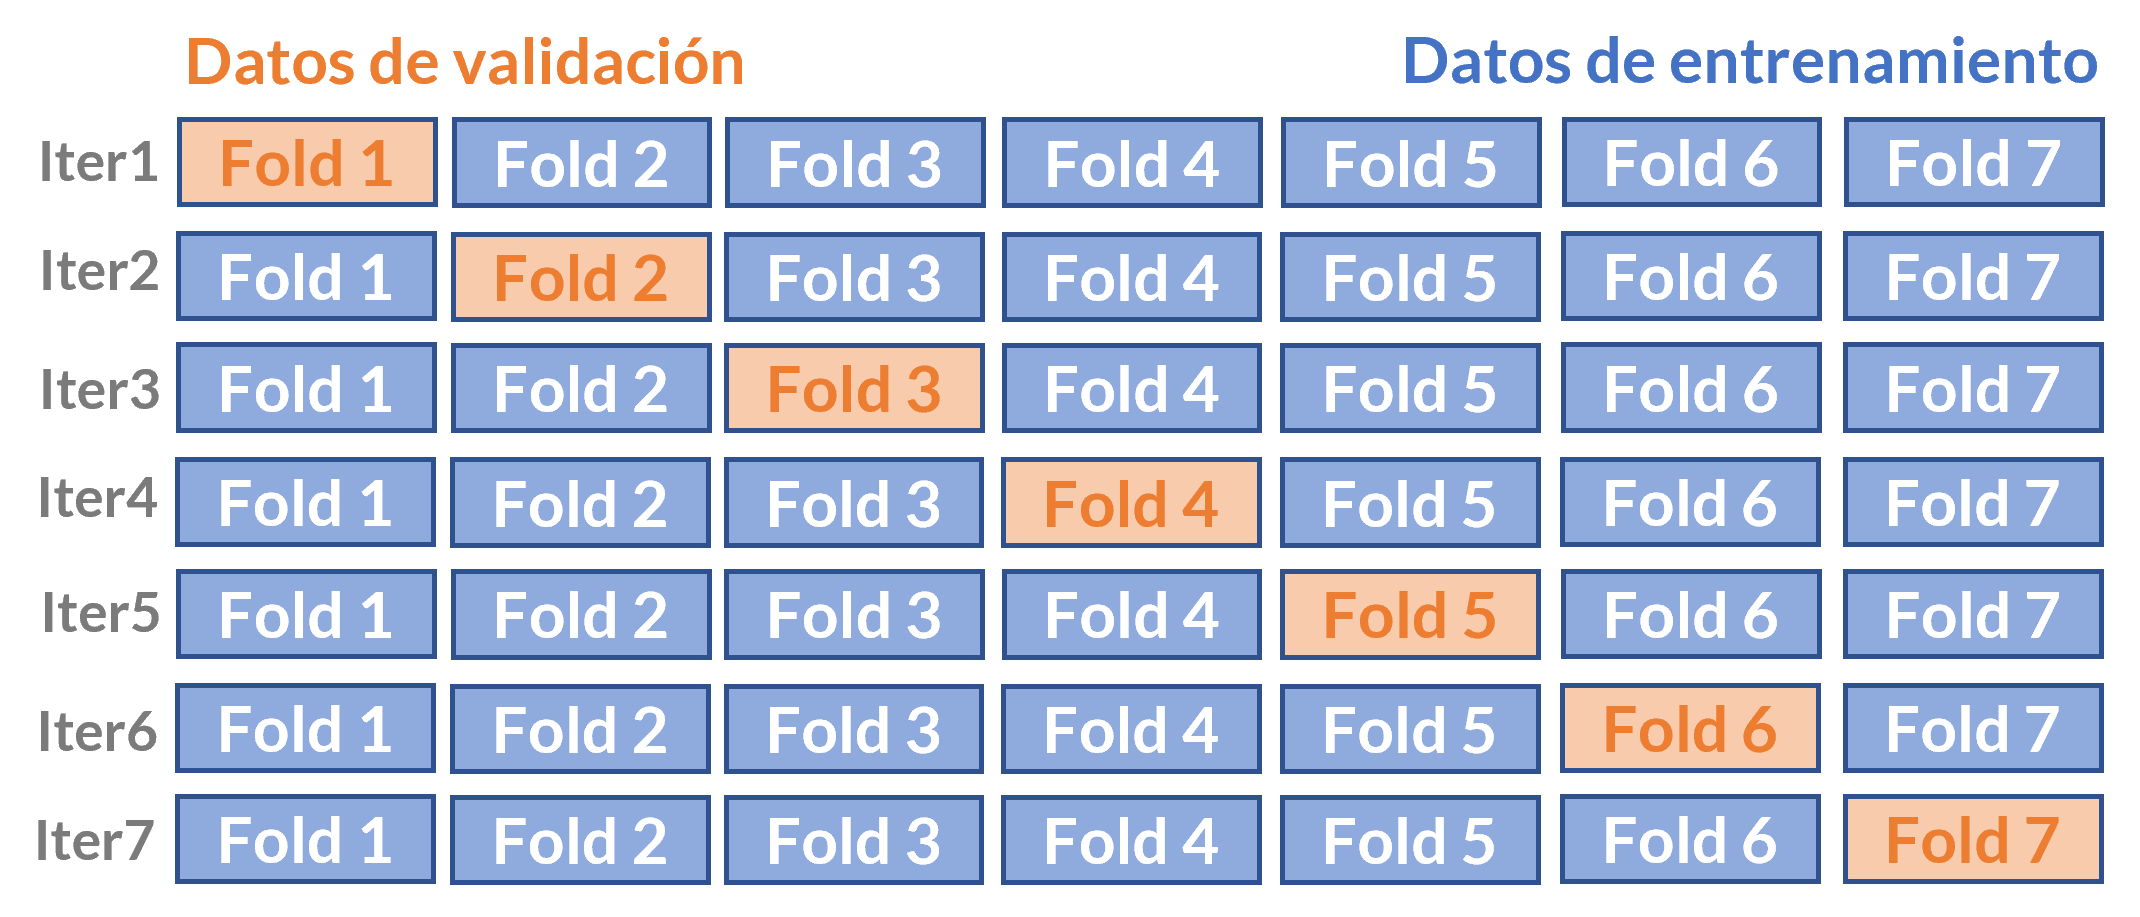 Datos de validación Datos de entrenamiento
Iter1 Fold 1 Fold 2 Fold 3 Fold 4 Fold 5 Fold 6 Fold 7
Iter2 Fold 1 Fold 2 Fold 3 Fold 4 Fold 5 Fold 6 Fold 7
Iter3 Fold 1 Fold 2 Fold 3 Fold 4 Fold 5 Fold 6 Fold 7
Iter4 Fold 1 Fold 2 Fold 3 Fold 4 Fold 5 Fold 6 Fold 7
Iter5 Fold 1 Fold 2 Fold 3 Fold 4 Fold 5 Fold 6 Fold 7
Iter6 Fold 1 Fold 2 Fold 3 Fold 4 Fold 5 Fold 6 Fold 7
Iter7 Fold 1 Fold 2 Fold 3 Fold 4 Fold 5 Fold 6 Fold 7